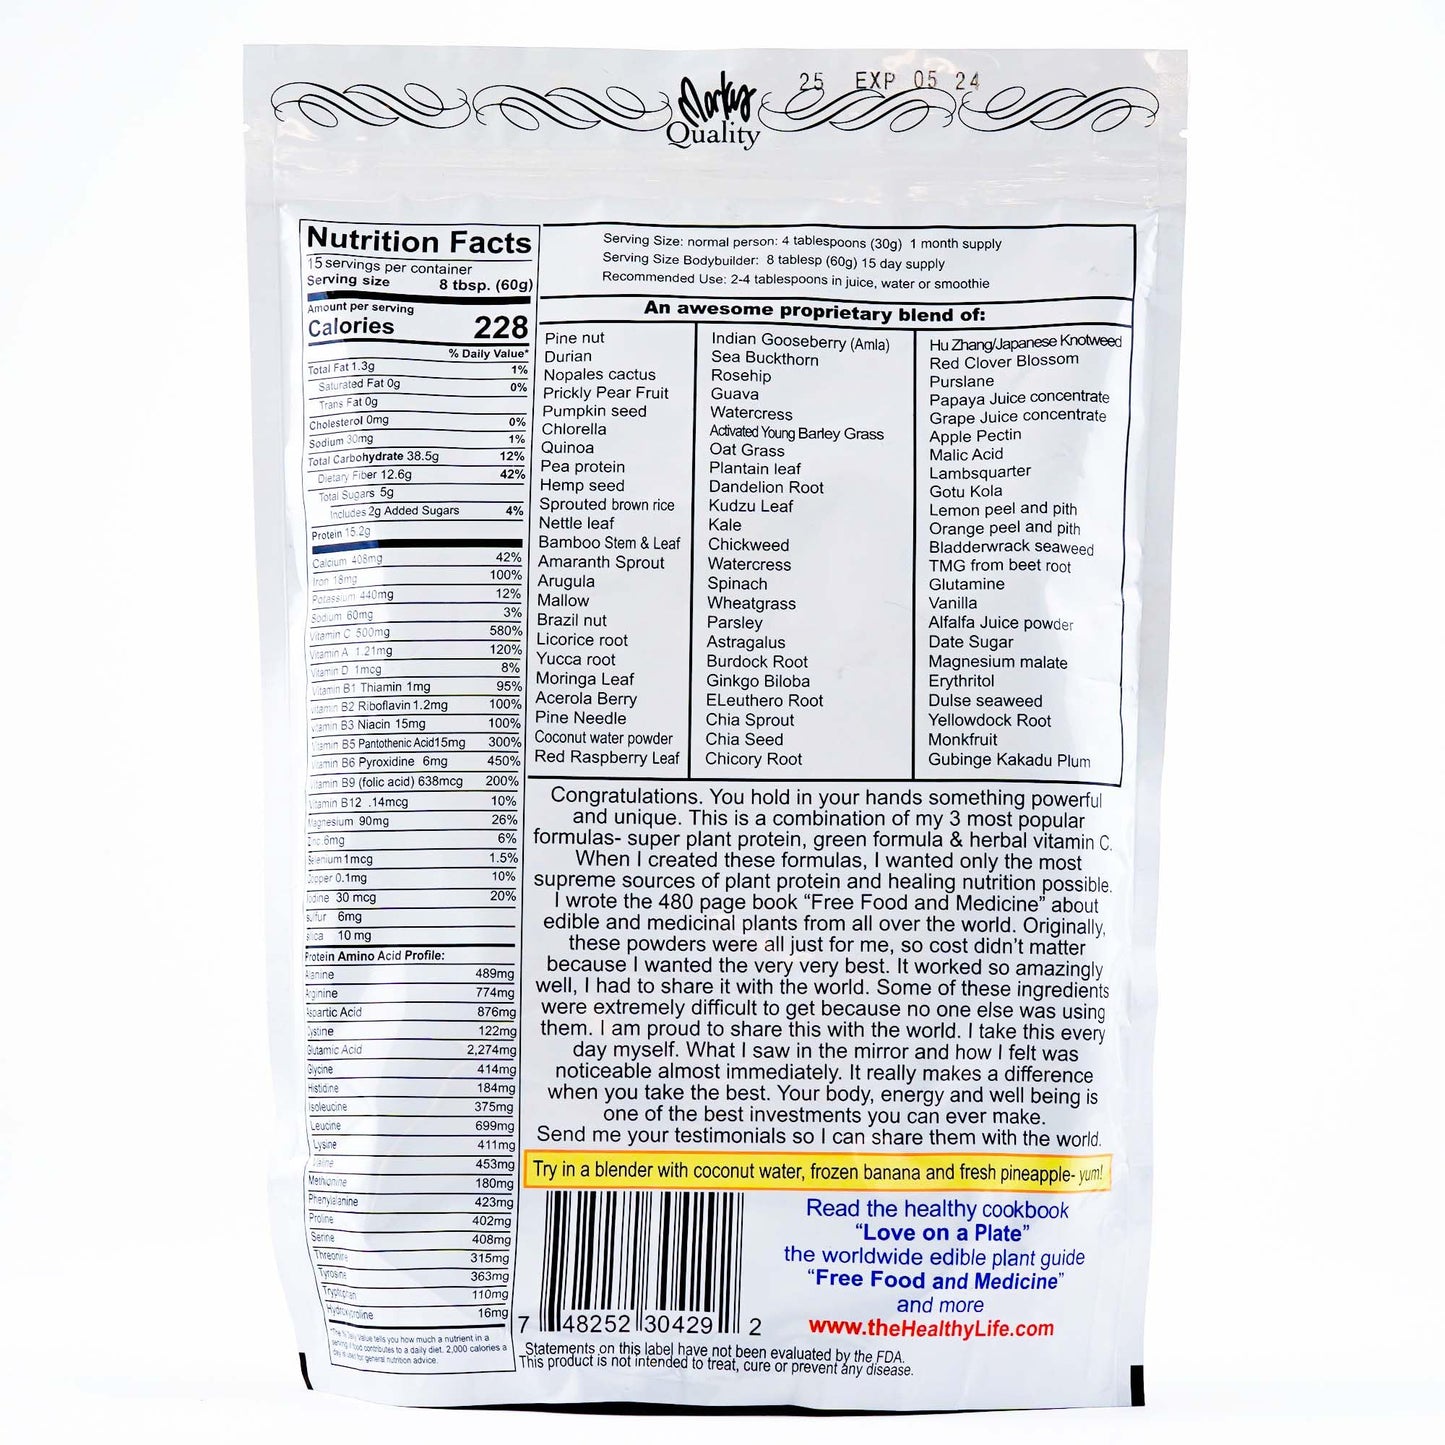 Markus
Quality
25 EXP 05 24
Nutrition Facts
15 servings per container
Serving size 8 tbsp. (60g)
Amount per serving
Calories 228
% Daily Value*
Total Fat 1.3g 1%
Saturated Fat 0g 0%
Trans Fat 0g
Cholesterol 0mg 0%
Sodium 30mg 1%
Total Carbohydrate 38.5g 12%
Dietary Fiber 12.6g 42%
Total Sugars 5g
Includes 2g Added Sugars 4%
Protein 15.2g
Calcium 408mg 42%
Iron 18mg 100%
Potassium 440mg 12%
Sodium 60mg 3%
Vitamin C 500mg 580%
Vitamin A 1.21mg 120%
Vitamin D 1mcg 8%
Vitamin B1 Thiamin 1mg 95%
Vitamin B2 Riboflavin 1.2mg 100%
Vitamin B3 Niacin 15mg 100%
Vitamin B5 Pantothenic Acid 15mg 300%
Vitamin B6 Pyroxidine 6mg 450%
Vitamin B9 (folic acid) 638mcg 200%
Vitamin B12 .14mcg 10%
Magnesium 90mg 26%
Zinc .6mg 6%
Selenium 1mcg 1.5%
Copper 0.1mg 10%
Iodine 30 mcg 20%
Sulfur 6mg
Silica 10 mg
Protein Amino Acid Profile:
Alanine 489mg
Arginine 774mg
Aspartic Acid 876mg
Cystine 122mg
Glutamic Acid 2,274mg
Glycine 414mg
Histidine 184mg
Isoleucine 375mg
Leucine 699mg
Lysine 411mg
Valine 453mg
Methionine 180mg
Phenylalanine 423mg
Proline 402mg
Serine 408mg
Threonine 315mg
Tyrosine 363mg
Tryptophan 110mg
Hydroxyproline 16mg
*The % Daily Value tells you how much a nutrient in a
serving of food contributes to a daily diet. 2,000 calories a
day is used for general nutrition advice.
Serving Size: normal person: 4 tablespoons (30g) 1 month supply
Serving Size Bodybuilder: 8 tablesp (60g) 15 day supply
Recommended Use: 2-4 tablespoons in juice, water or smoothie
An awesome proprietary blend of:
Pine nut
Durian
Nopales cactus
Prickly Pear Fruit
Pumpkin seed
Chlorella
Quinoa
Pea protein
Hemp seed
Sprouted brown rice
Nettle leaf
Bamboo Stem & Leaf
Amaranth Sprout
Arugula
Mallow
Brazil nut
Licorice root
Yucca root
Moringa Leaf
Acerola Berry
Pine Needle
Coconut water powder
Red Raspberry Leaf
Indian Gooseberry (Amla)
Sea Buckthorn
Rosehip
Guava
Watercress
Activated Young Barley Grass
Oat Grass
Plantain leaf
Dandelion Root
Kudzu Leaf
Kale
Chickweed
Watercress
Spinach
Wheatgrass
Parsley
Astragalus
Burdock Root
Ginkgo Biloba
ELeuthero Root
Chia Sprout
Chia Seed
Chicory Root
Hu Zhang/Japanese Knotweed
Red Clover Blossom
Purslane
Papaya Juice concentrate
Grape Juice concentrate
Apple Pectin
Malic Acid
Lambsquarter
Gotu Kola
Lemon peel and pith
Orange peel and pith
Bladderwrack seaweed
TMG from beet root
Glutamine
Vanilla
Alfalfa Juice powder
Date Sugar
Magnesium malate
Erythritol
Dulse seaweed
Yellowdock Root
Monkfruit
Gubinge Kakadu Plum
Congratulations. You hold in your hands something powerful
and unique. This is a combination of my 3 most popular
formulas- super plant protein, green formula & herbal vitamin C.
When I created these formulas, I wanted only the most
supreme sources of plant protein and healing nutrition possible.
I wrote the 480 page book “Free Food and Medicine” about
edible and medicinal plants from all over the world. Originally,
these powders were all just for me, so cost didn't matter
because I wanted the very very best. It worked so amazingly
well, I had to share it with the world. Some of these ingredients
were extremely difficult to get because no one else was using
them. I am proud to share this with the world. I take this every
day myself. What I saw in the mirror and how I felt was
noticeable almost immediately. It really makes a difference
when you take the best. Your body, energy and well being is
one of the best investments you can ever make.
Send me your testimonials so I can share them with the world.
Try in a blender with coconut water, frozen banana and fresh pineapple- yum!
7 48252 30429 2
Read the healthy cookbook
“Love on a Plate”
the worldwide edible plant guide
“Free Food and Medicine”
and more
www.theHealthyLife.com
Statements on this label have not been evaluated by the FDA.
This product is not intended to treat, cure or prevent any disease.